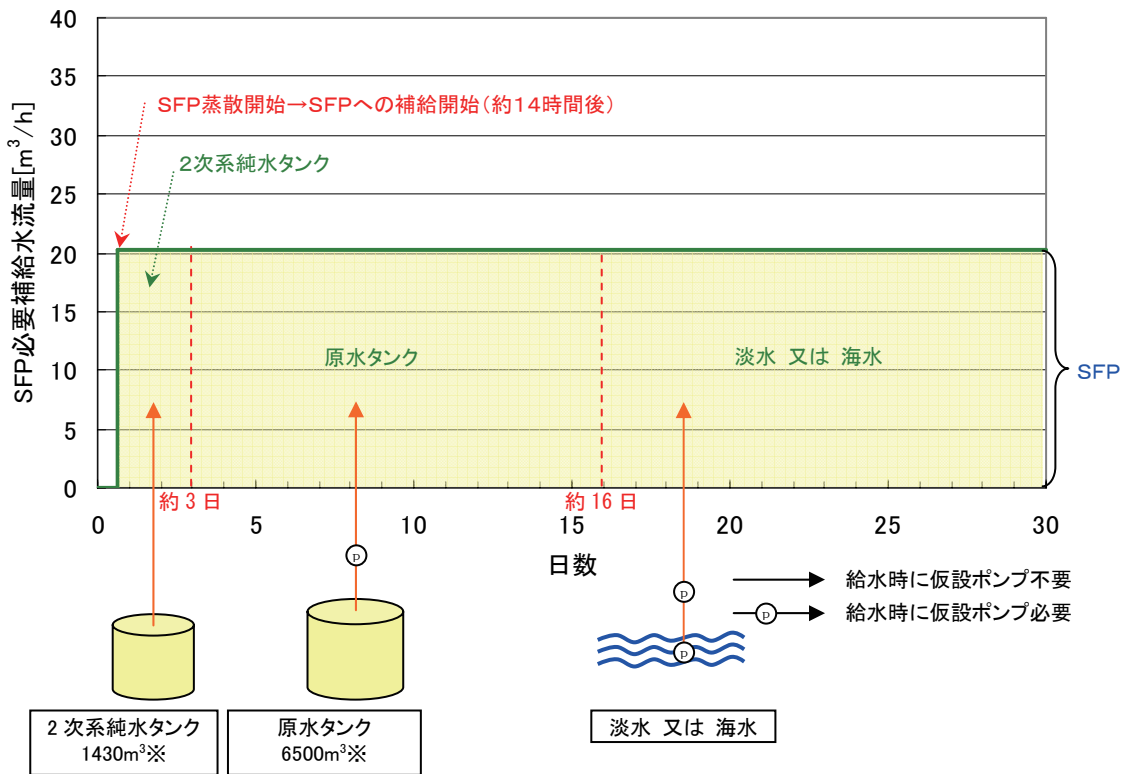 SFP必要補給水流量[m³/h]
40
35
30
25
20
15
10
5
0
SFP蒸散開始→SFPへの補給開始(約14時間後)
2次系純水タンク
原水タンク
淡水 又は 海水
SFP
約3日
約16日
0 5 10 15 20 25 30
日数
P
P
P
給水時に仮設ポンプ不要
P 給水時に仮設ポンプ必要
2次系純水タンク
1430m³※
原水タンク
6500m³※
淡水 又は 海水